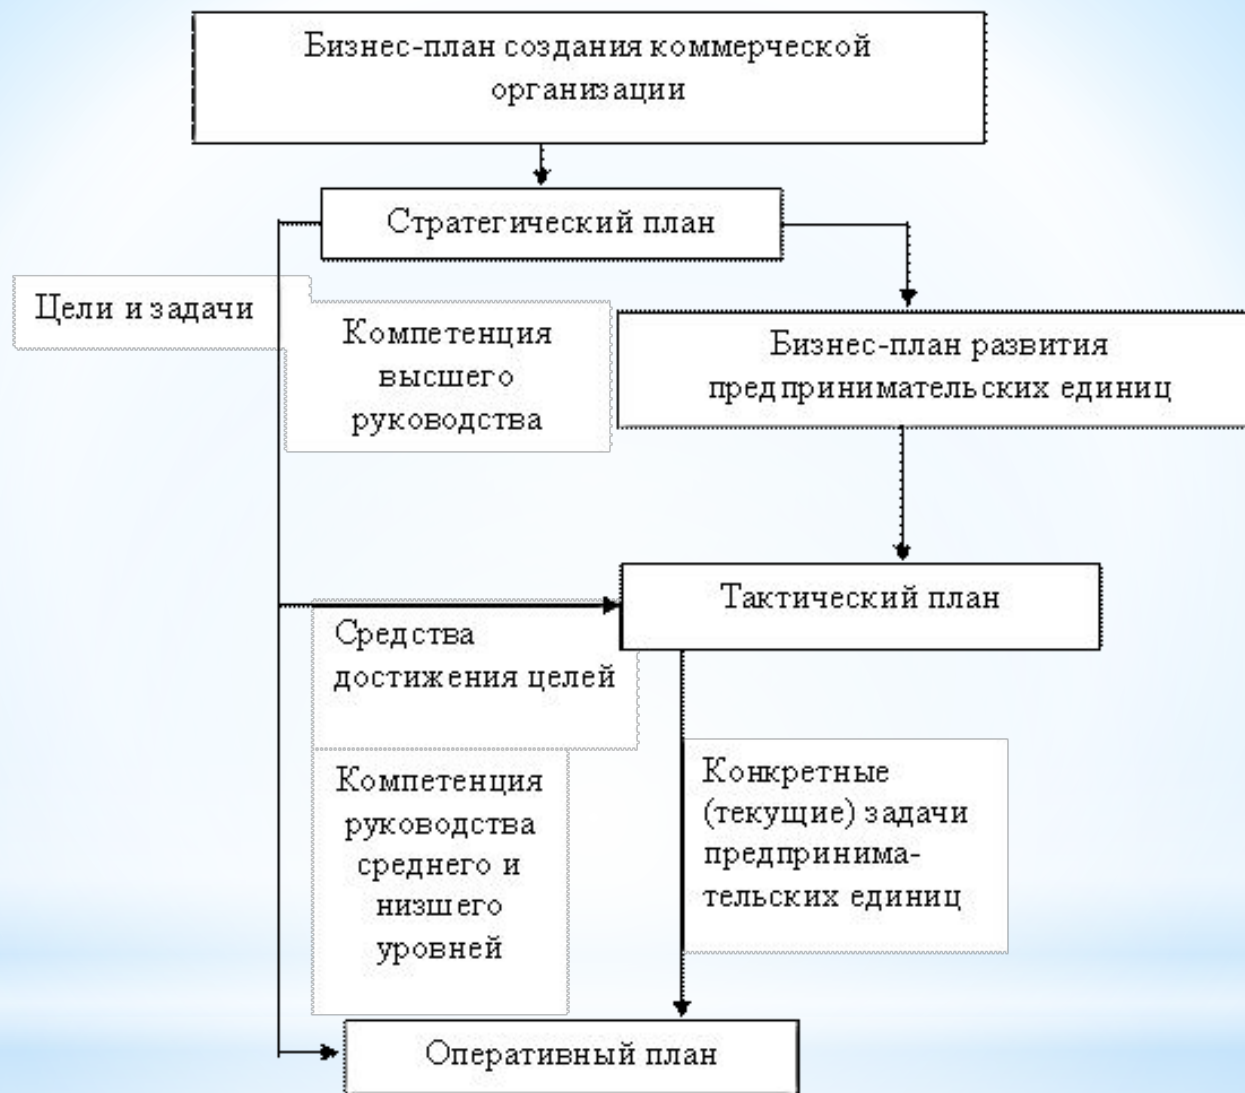 Бизнес-план создания коммерческой
организации
Стратегический план
Цели и задачи
Компетенция
высшего
руководства
Бизнес-план развития
предпринимательских единиц
Тактический план
Средства
достижения целей
Компетенция
руководства
среднего и
низшего
уровней
Конкретные
(текущие) задачи
предпринима-
тельских единиц
Оперативный план